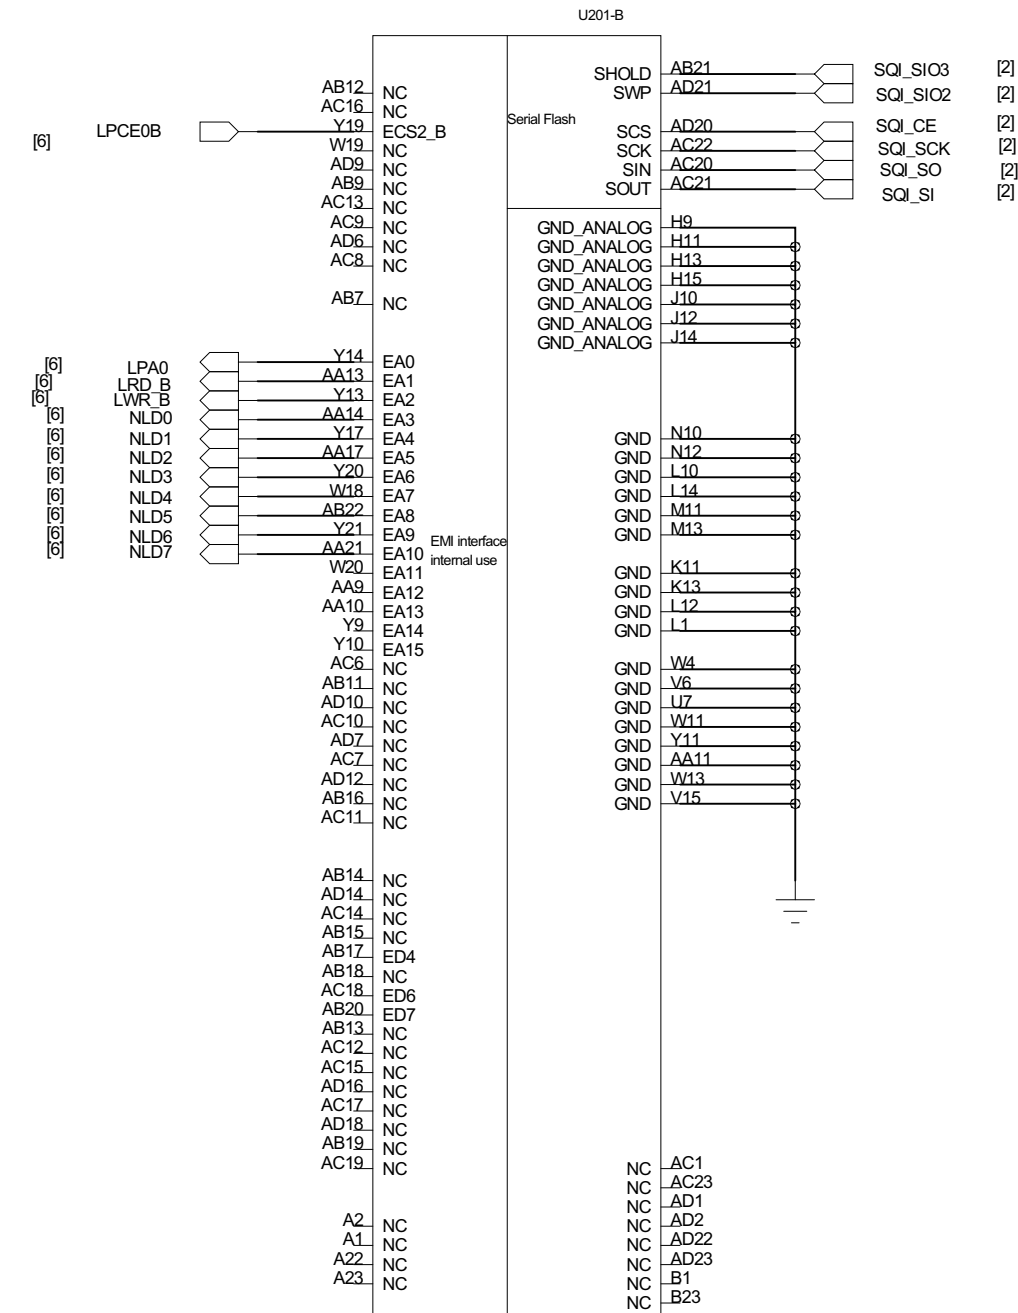 U201-B
AB12 NC
AC16 NC
[6] LPCE0B Y19 ECS2_B
W19 NC
AD9 NC
AB9 NC
AC13 NC
AC9 NC
AD6 NC
AC8 NC
AB7 NC
[6] LPA0 Y14 EA0
[6] LRD_B AA13 EA1
[6] LWR_B Y13 EA2
[6] NLD0 AA14 EA3
[6] NLD1 Y17 EA4
[6] NLD2 AA17 EA5
[6] NLD3 Y20 EA6
[6] NLD4 W18 EA7
[6] NLD5 AB22 EA8
[6] NLD6 Y21 EA9
[6] NLD7 AA21 EA10
W20 EA11
AA9 EA12
AA10 EA13
Y9 EA14
Y10 EA15
EMI interface
internal use
AC6 NC
AB11 NC
AD10 NC
AC10 NC
AD7 NC
AC7 NC
AD12 NC
AB16 NC
AC11 NC
AB14 NC
AD14 NC
AC14 NC
AB15 NC
AB17 ED4
AB18 NC
AC18 ED6
AB20 ED7
AB13 NC
AC12 NC
AC15 NC
AD16 NC
AC17 NC
AD18 NC
AB19 NC
AC19 NC
A2 NC
A1 NC
A22 NC
A23 NC
Serial Flash
SHOLD AB21 SQI_SIO3 [2]
SWP AD21 SQI_SIO2 [2]
SCS AD20 SQI_CE [2]
SCK AC22 SQI_SCK [2]
SIN AC20 SQI_SO [2]
SOUT AC21 SQI_SI [2]
GND_ANALOG H9
GND_ANALOG H11
GND_ANALOG H13
GND_ANALOG H15
GND_ANALOG J10
GND_ANALOG J12
GND_ANALOG J14
GND N10
GND N12
GND L10
GND L14
GND M11
GND M13
GND K11
GND K13
GND L12
GND L1
GND W4
GND V6
GND U7
GND W11
GND Y11
GND AA11
GND W13
GND V15
NC AC1
NC AC23
NC AD1
NC AD2
NC AD22
NC AD23
NC B1
NC B23